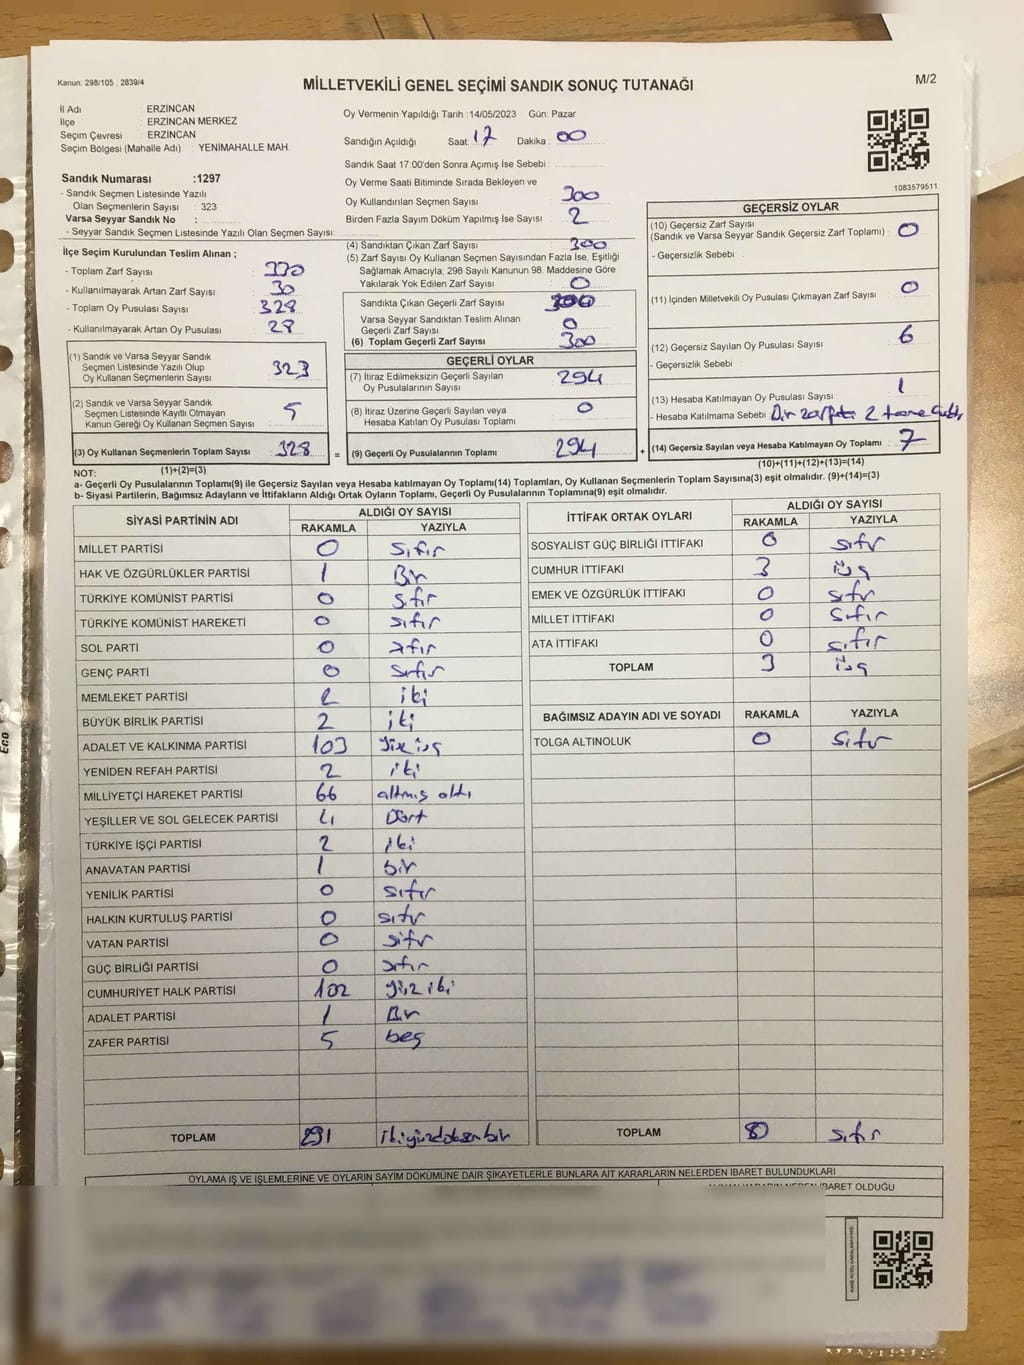 Kanun: 298/105 , 2839/4
MİLLETVEKİLİ GENEL SEÇİMİ SANDIK SONUÇ TUTANAĞI
M/2
İl Adı : ERZİNCAN
İlçe : ERZİNCAN MERKEZ
Seçim Çevresi : ERZİNCAN
Seçim Bölgesi (Mahalle Adı) : YENİMAHALLE MAH.
Sandık Numarası :1297
- Sandık Seçmen Listesinde Yazılı
Olan Seçmenlerin Sayısı : 323
Varsa Seyyar Sandık No :
- Seyyar Sandık Seçmen Listesinde Yazılı Olan Seçmen Sayısı:
İlçe Seçim Kurulundan Teslim Alınan ;
- Toplam Zarf Sayısı : 330
- Kullanılmayarak Artan Zarf Sayısı : 30
- Toplam Oy Pusulası Sayısı : 328
- Kullanılmayarak Artan Oy Pusulası : 28
(1) Sandık ve Varsa Seyyar Sandık
Seçmen Listesinde Yazılı Olup
Oy Kullanan Seçmenlerin Sayısı : 323
(2) Sandık ve Varsa Seyyar Sandık
Seçmen Listesinde Kayıtlı Olmayan
Kanun Gereği Oy Kullanan Seçmen Sayısı : 5
(3) Oy Kullanan Seçmenlerin Toplam Sayısı : 328
Oy Vermenin Yapıldığı Tarih :14/05/2023 Gün: Pazar
Sandığın Açıldığı Saat: 17 Dakika : 00
Sandık Saat 17:00'den Sonra Açımış İse Sebebi :
Oy Verme Saati Bitiminde Sırada Bekleyen ve
Oy Kullandırılan Seçmen Sayısı : 300
Birden Fazla Sayım Döküm Yapılmış İse Sayısı : 2
(4) Sandıktan Çıkan Zarf Sayısı : 300
(5) Zarf Sayısı Oy Kullanan Seçmen Sayısından Fazla İse, Eşitliği
Sağlamak Amacıyla; 298 Sayılı Kanunun 98. Maddesine Göre
Yakılarak Yok Edilen Zarf Sayısı : 0
Sandıkta Çıkan Geçerli Zarf Sayısı : 300
Varsa Seyyar Sandıktan Teslim Alınan
Geçerli Zarf Sayısı : 0
(6) Toplam Geçerli Zarf Sayısı : 300
GEÇERLİ OYLAR
(7) İtiraz Edilmeksizin Geçerli Sayılan
Oy Pusulalarının Sayısı : 294
(8) İtiraz Üzerine Geçerli Sayılan veya
Hesaba Katılan Oy Pusulası Toplamı : 0
= (9) Geçerli Oy Pusulalarının Toplamı : 294 +
1083579511
GEÇERSİZ OYLAR
(10) Geçersiz Zarf Sayısı
(Sandık ve Varsa Seyyar Sandık Geçersiz Zarf Toplamı) : 0
- Geçersizlik Sebebi :
(11) İçinden Milletvekili Oy Pusulası Çıkmayan Zarf Sayısı : 0
(12) Geçersiz Sayılan Oy Pusulası Sayısı : 6
- Geçersizlik Sebebi :
(13) Hesaba Katılmayan Oy Pusulası Sayısı : 1
- Hesaba Katılmama Sebebi : Bir zarfta 2 tane çıktı
(14) Geçersiz Sayılan veya Hesaba Katılmayan Oy Toplamı : 7
NOT: (1)+(2)=(3) (10)+(11)+(12)+(13)=(14)
a- Geçerli Oy Pusulalarının Toplam(9) ile Geçersiz Sayılan veya Hesaba katılmayan Oy Toplamı(14) Toplamları, Oy Kullanan Seçmenlerin Toplam Sayısına(3) eşit olmalıdır. (9)+(14)=(3)
b- Siyasi Partilerin, Bağımsız Adayların ve İttifakların Aldığı Ortak Oyların Toplamı, Geçerli Oy Pusulalarının Toplamına(9) eşit olmalıdır.
SİYASİ PARTİNİN ADI ALDIĞI OY SAYISI
RAKAMLA YAZIYLA
MİLLET PARTİSİ 0 sıfır
HAK VE ÖZGÜRLÜKLER PARTİSİ 1 Bir
TÜRKİYE KOMÜNİST PARTİSİ 0 sıfır
TÜRKİYE KOMÜNİST HAREKETİ 0 sıfır
SOL PARTİ 0 sıfır
GENÇ PARTİ 0 sıfır
MEMLEKET PARTİSİ 2 iki
BÜYÜK BİRLİK PARTİSİ 2 iki
ADALET VE KALKINMA PARTİSİ 103 yüz üç
YENİDEN REFAH PARTİSİ 2 iki
MİLLİYETÇİ HAREKET PARTİSİ 66 altmış altı
YEŞİLLER VE SOL GELECEK PARTİSİ 4 Dört
TÜRKİYE İŞÇİ PARTİSİ 2 iki
ANAVATAN PARTİSİ 1 bir
YENİLİK PARTİSİ 0 sıfır
HALKIN KURTULUŞ PARTİSİ 0 sıfır
VATAN PARTİSİ 0 sıfır
GÜÇ BİRLİĞİ PARTİSİ 0 sıfır
CUMHURİYET HALK PARTİSİ 102 yüz iki
ADALET PARTİSİ 1 Bir
ZAFER PARTİSİ 5 beş
TOPLAM 291 ikiyüzdoksanbir
İTTİFAK ORTAK OYLARI ALDIĞI OY SAYISI
RAKAMLA YAZIYLA
SOSYALİST GÜÇ BİRLİĞİ İTTİFAKI 0 sıfır
CUMHUR İTTİFAKI 3 üç
EMEK VE ÖZGÜRLÜK İTTİFAKI 0 sıfır
MİLLET İTTİFAKI 0 sıfır
ATA İTTİFAKI 0 sıfır
TOPLAM 3 üç
BAĞIMSIZ ADAYIN ADI VE SOYADI RAKAMLA YAZIYLA
TOLGA ALTINOLUK 0 sıfır
TOPLAM 0 sıfır
OYLAMA İŞ VE İŞLEMLERİNE VE OYLARIN SAYIM DÖKÜMÜNE DAİR ŞİKAYETLERLE BUNLARA AİT KARARLARIN NELERDEN İBARET BULUNDUKLARI
İBARET OLDUĞU